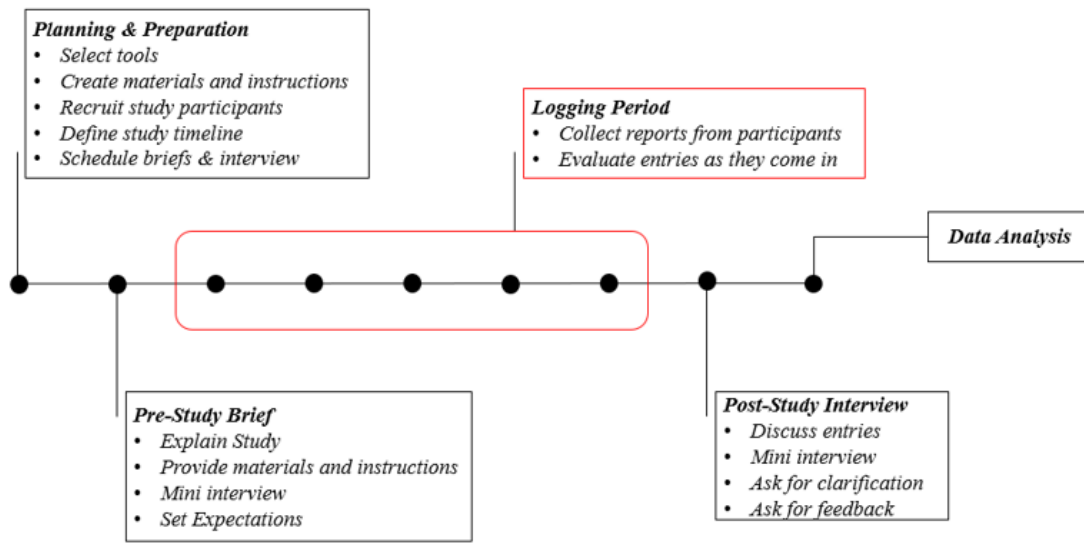 Planning & Preparation
• Select tools
• Create materials and instructions
• Recruit study participants
• Define study timeline
• Schedule briefs & interview
Logging Period
• Collect reports from participants
• Evaluate entries as they come in
Data Analysis
Pre-Study Brief
• Explain Study
• Provide materials and instructions
• Mini interview
• Set Expectations
Post-Study Interview
• Discuss entries
• Mini interview
• Ask for clarification
• Ask for feedback